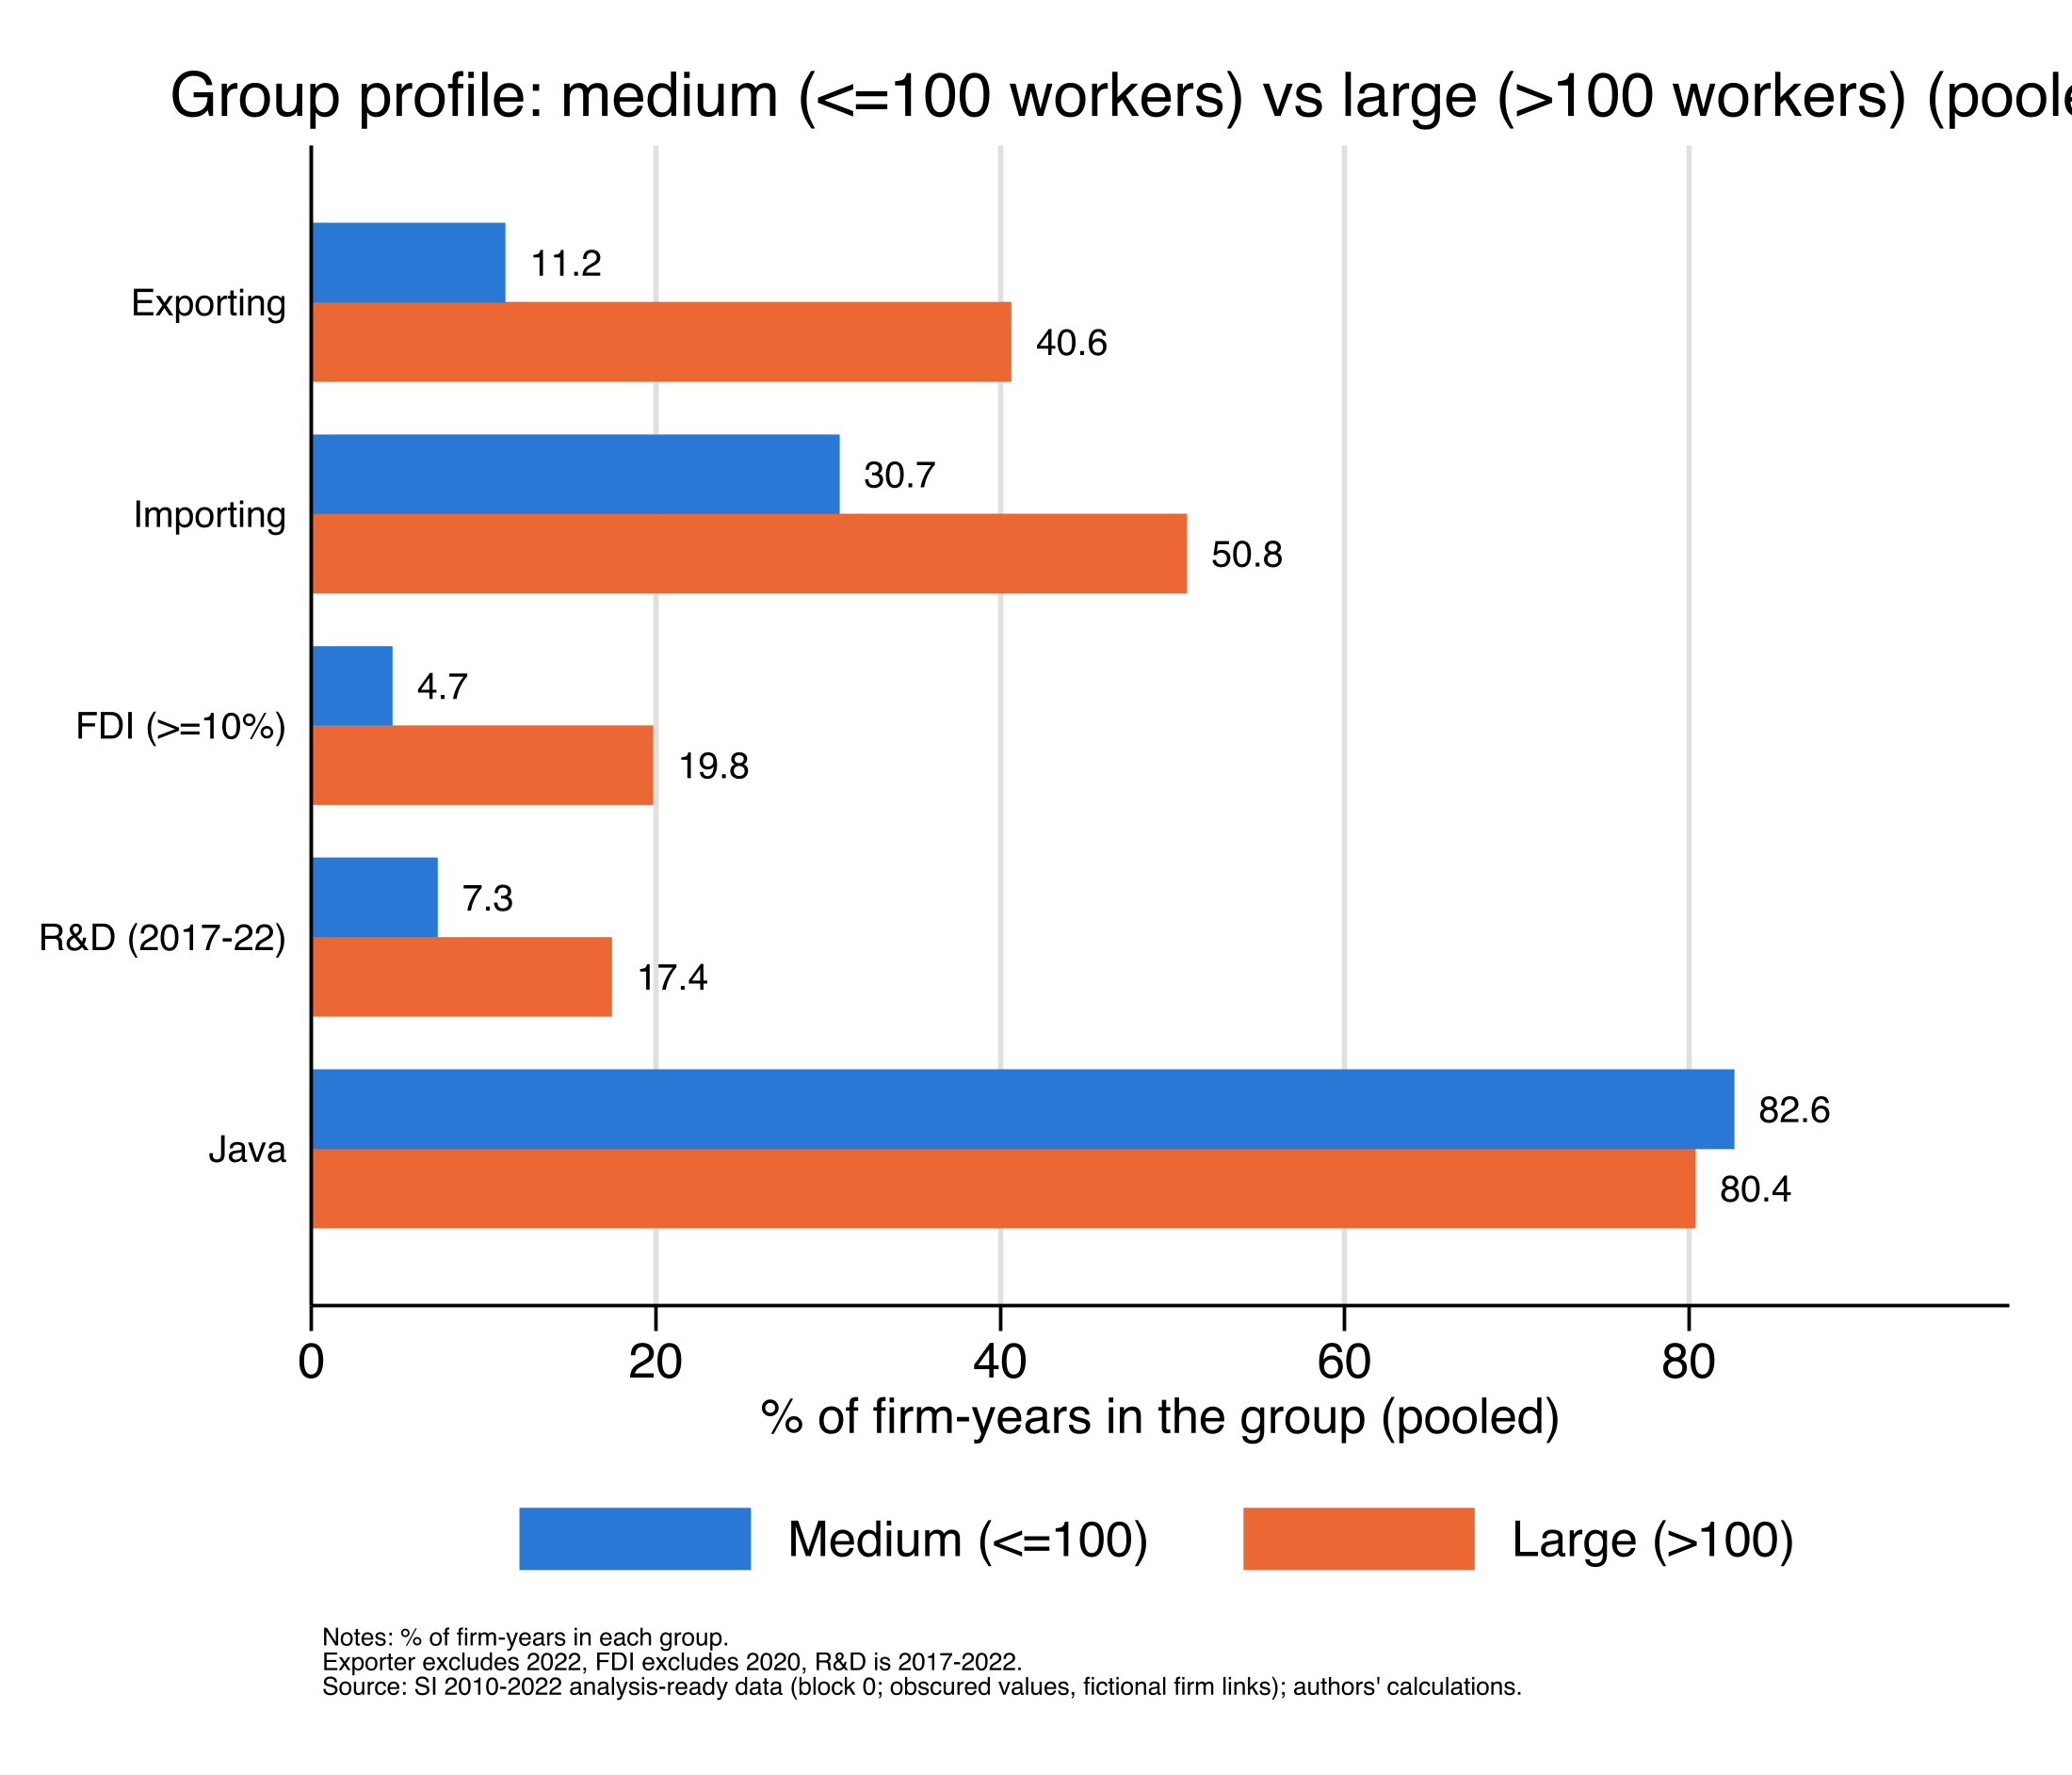 Group profile: medium (<=100 workers) vs large (>100 workers)
Exporting
11.2
40.6
Importing
30.7
50.8
FDI (>=10%)
4.7
19.8
R&D (2017-22)
7.3
17.4
Java
82.6
80.4
0 20 40 60 80
% of firm-years in the group (pooled)
Medium (<=100) Large (>100)
Notes: % of firm-years in each group.
Exporter excludes 2022, FDI excludes 2020, R&D is 2017-2022.
Source: SI 2010-2022 analysis-ready data (block 0; obscured values, fictional firm links); authors' calculations.